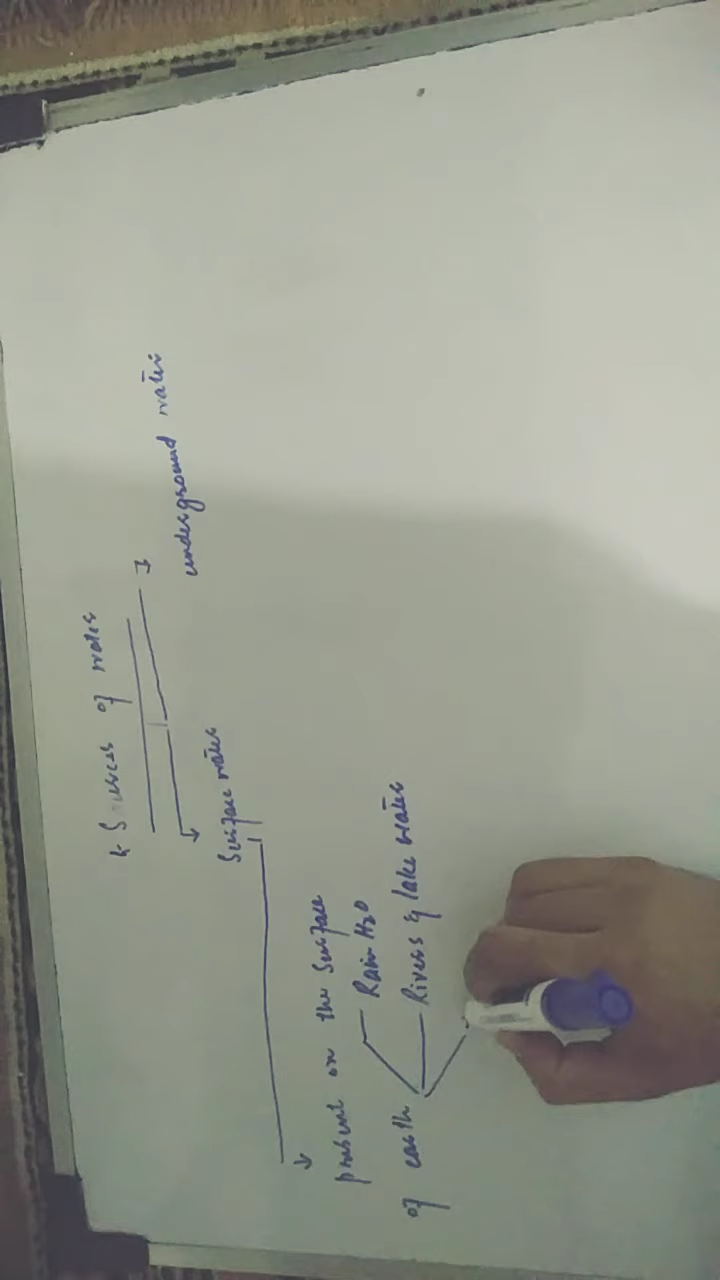 Sources of water
Surface water
underground water
present on the Surface
of earth
Rain H2O
Rivers & lake water